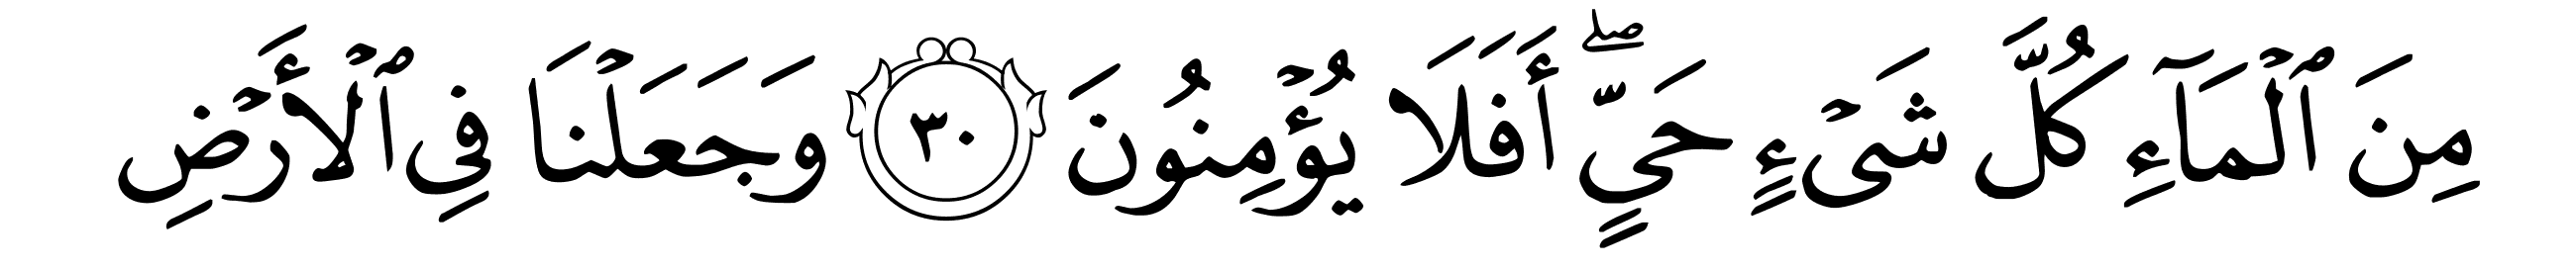 مِنَ ٱلْمَآءِ كُلَّ شَىْءٍ حَىٍّ ۖ أَفَلَا يُؤْمِنُونَ ٣٠ وَجَعَلْنَا فِى ٱلْأَرْضِ